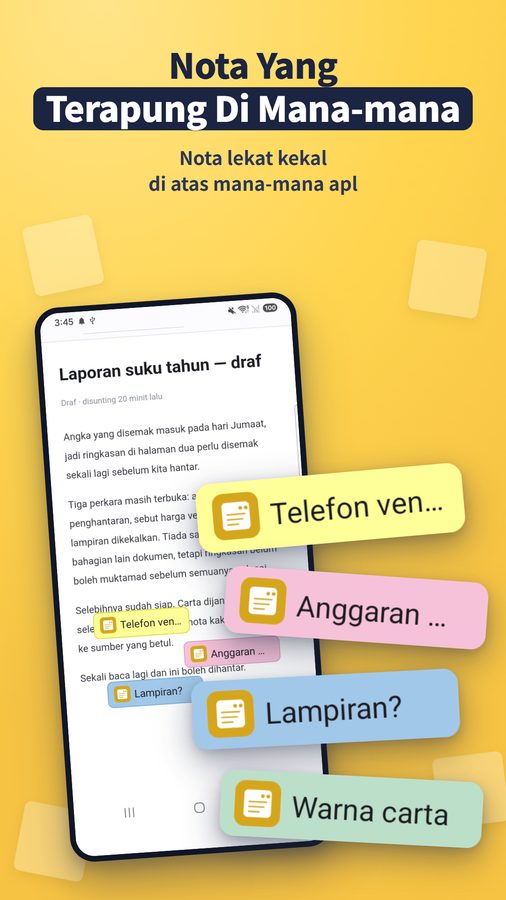 Nota Yang
Terapung Di Mana-mana
Nota lekat kekal
di atas mana-mana apl
3:45
100
Laporan suku tahun — draf
Draf · disunting 20 minit lalu
Angka yang disemak masuk pada hari Jumaat,
jadi ringkasan di halaman dua perlu disemak
sekali lagi sebelum kita hantar.
Tiga perkara masih terbuka:
penghantaran, sebut harga
lampiran dikekalkan. Tiada
bahagian lain dokumen, tetapi ringkasan belum
boleh muktamad sebelum
Selebihnya sudah siap. Carta
nota
ke sumber yang betul.
Sekali baca lagi dan ini boleh dihantar.
Telefon ven...
Anggaran ...
Lampiran?
Telefon ven...
Anggaran ...
Lampiran?
Warna carta